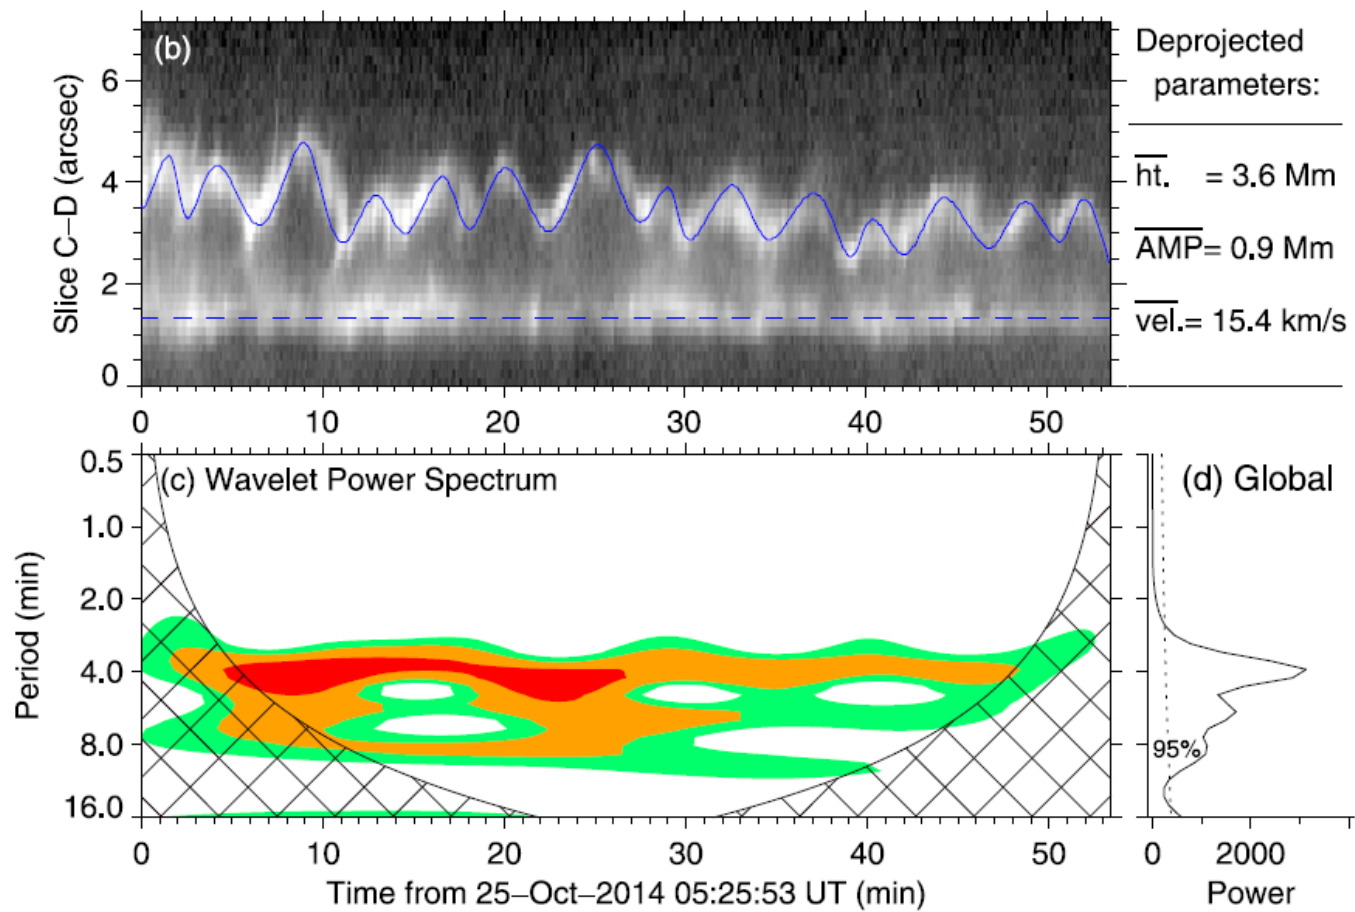 (b)
Slice C–D (arcsec)
6
4
2
0
0 10 20 30 40 50
Deprojected
parameters:
ht. = 3.6 Mm
AMP= 0.9 Mm
vel.= 15.4 km/s
(c) Wavelet Power Spectrum
Period (min)
0.5
1.0
2.0
4.0
8.0
16.0
0 10 20 30 40 50
Time from 25–Oct–2014 05:25:53 UT (min)
(d) Global
95%
0 2000
Power